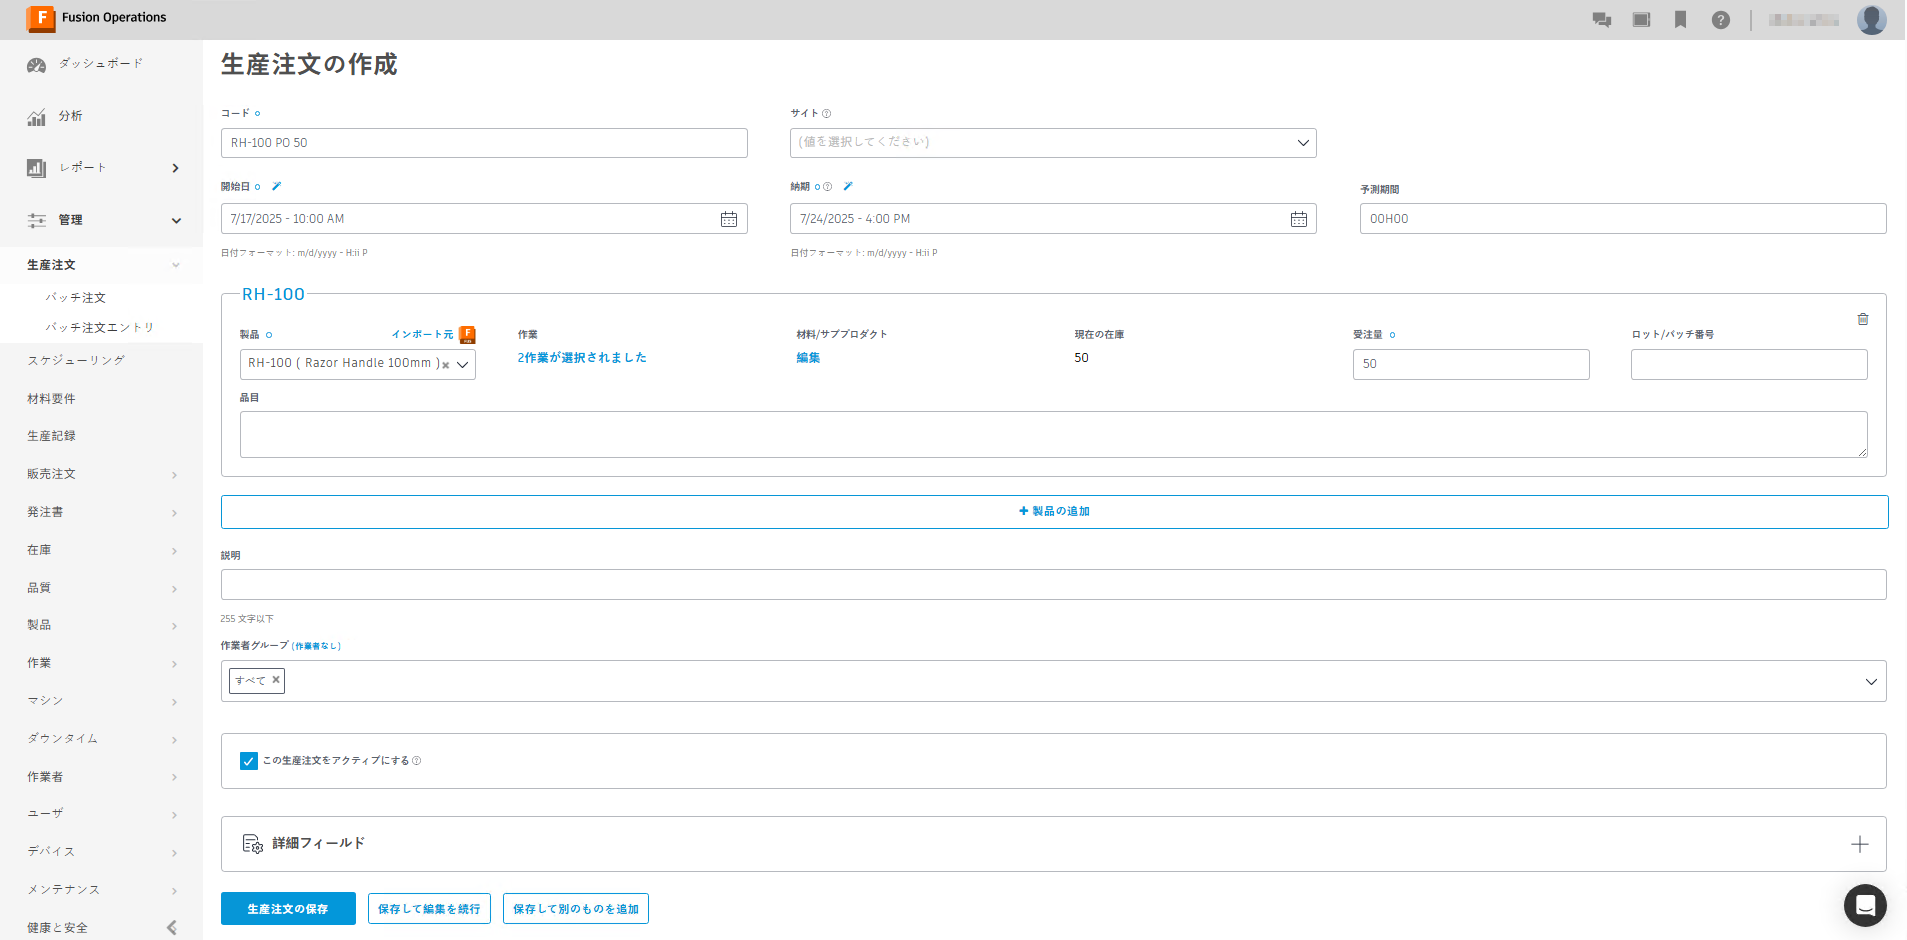 Fusion Operations
ダッシュボード
分析
レポート
管理
生産注文
バッチ注文
バッチ注文エントリ
スケジューリング
材料要件
生産記録
販売注文
発注書
在庫
品質
製品
作業
マシン
ダウンタイム
作業者
ユーザ
デバイス
メンテナンス
健康と安全
生産注文の作成
コード
サイト
RH-100 PO 50
(値を選択してください)
開始日
納期
予測期間
7/17/2025 - 10:00 AM
7/24/2025 - 4:00 PM
00H00
日付フォーマット: m/d/yyyy - H:ii P
日付フォーマット: m/d/yyyy - H:ii P
RH-100
製品 インポート元
作業
材料/サブプロダクト
現在の在庫
受注量
ロット/バッチ番号
RH-100 ( Razor Handle 100mm )
2作業が選択されました
編集
50
50
品目
製品の追加
説明
255 文字以下
作業者グループ (作業者なし)
すべて
この生産注文をアクティブにする
詳細フィールド
生産注文の保存
保存して編集を続行
保存して別のものを追加